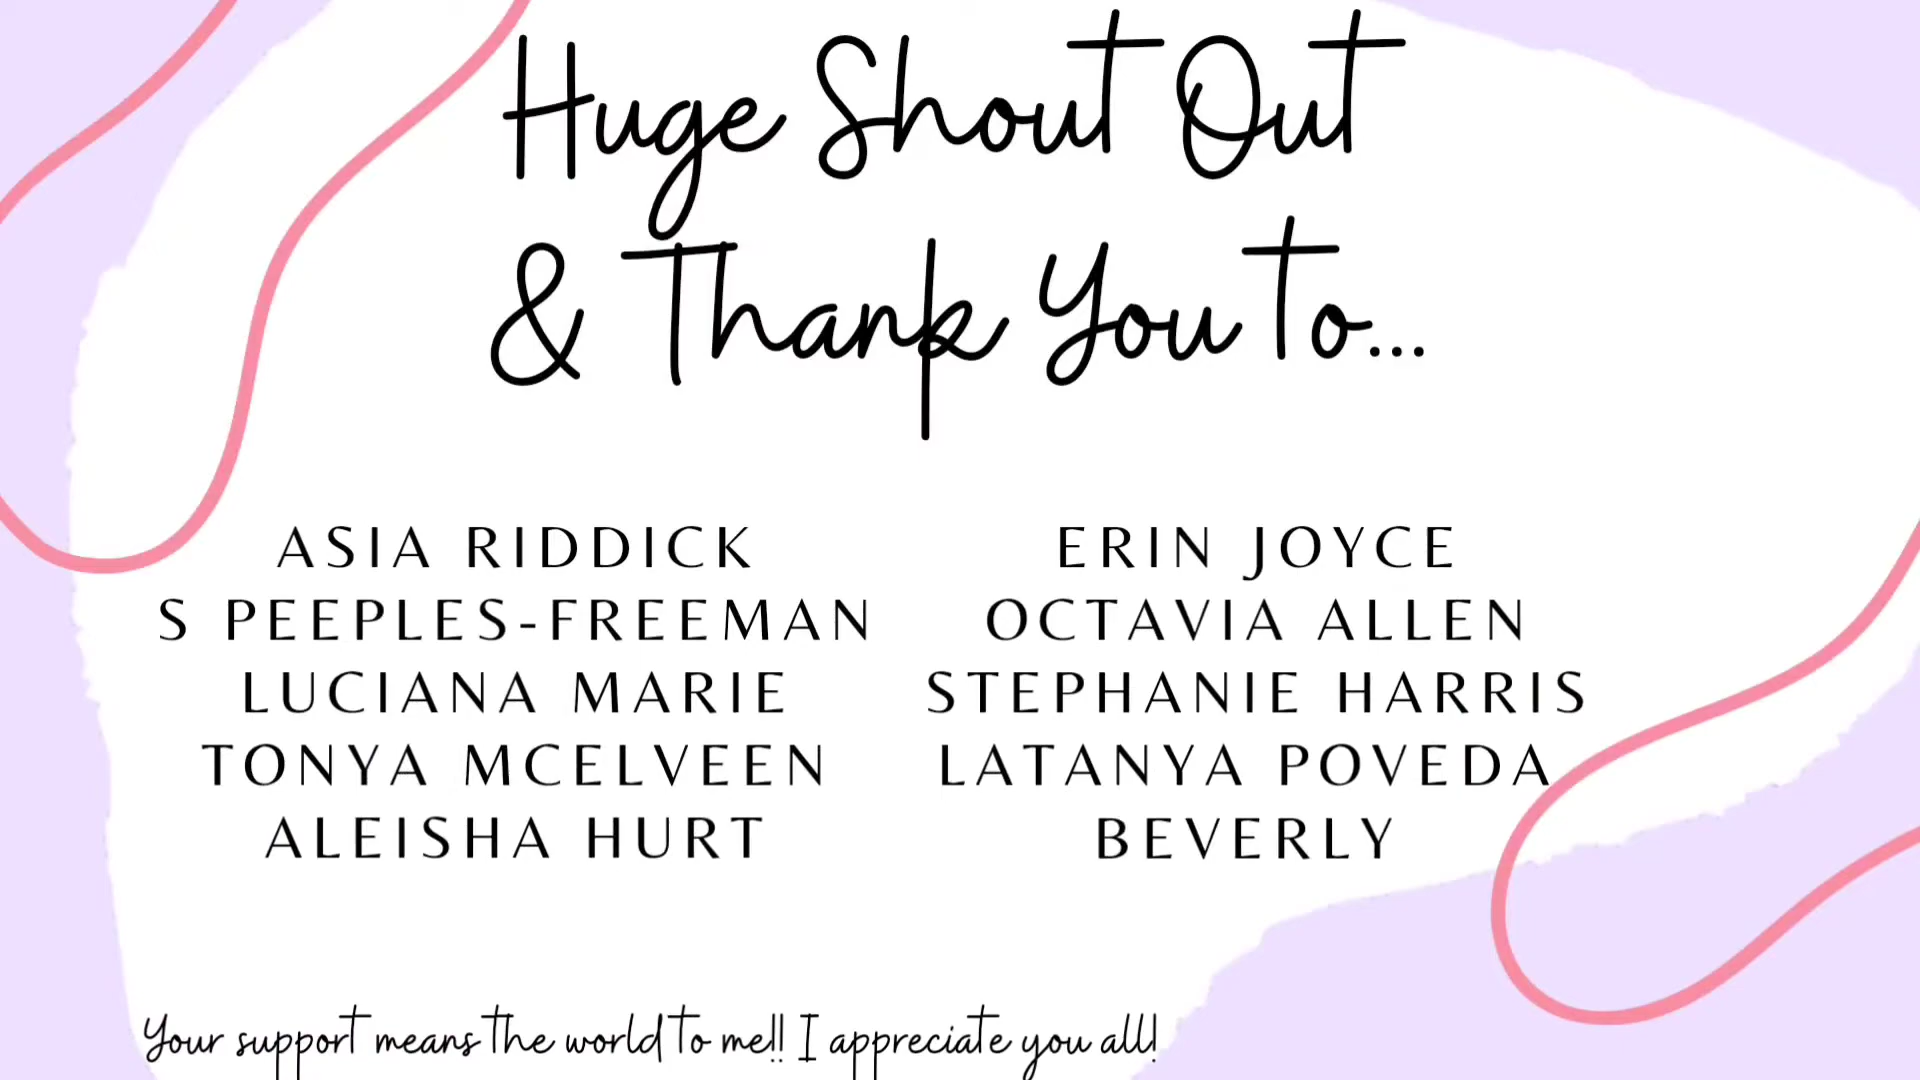 Huge Shout Out
& Thank You to...
ASIA RIDDICK
S PEEPLES-FREEMAN
LUCIANA MARIE
TONYA MCELVEEN
ALEISHA HURT
ERIN JOYCE
OCTAVIA ALLEN
STEPHANIE HARRIS
LATANYA POVEDA
BEVERLY
Your support means the world to me!! I appreciate you all!